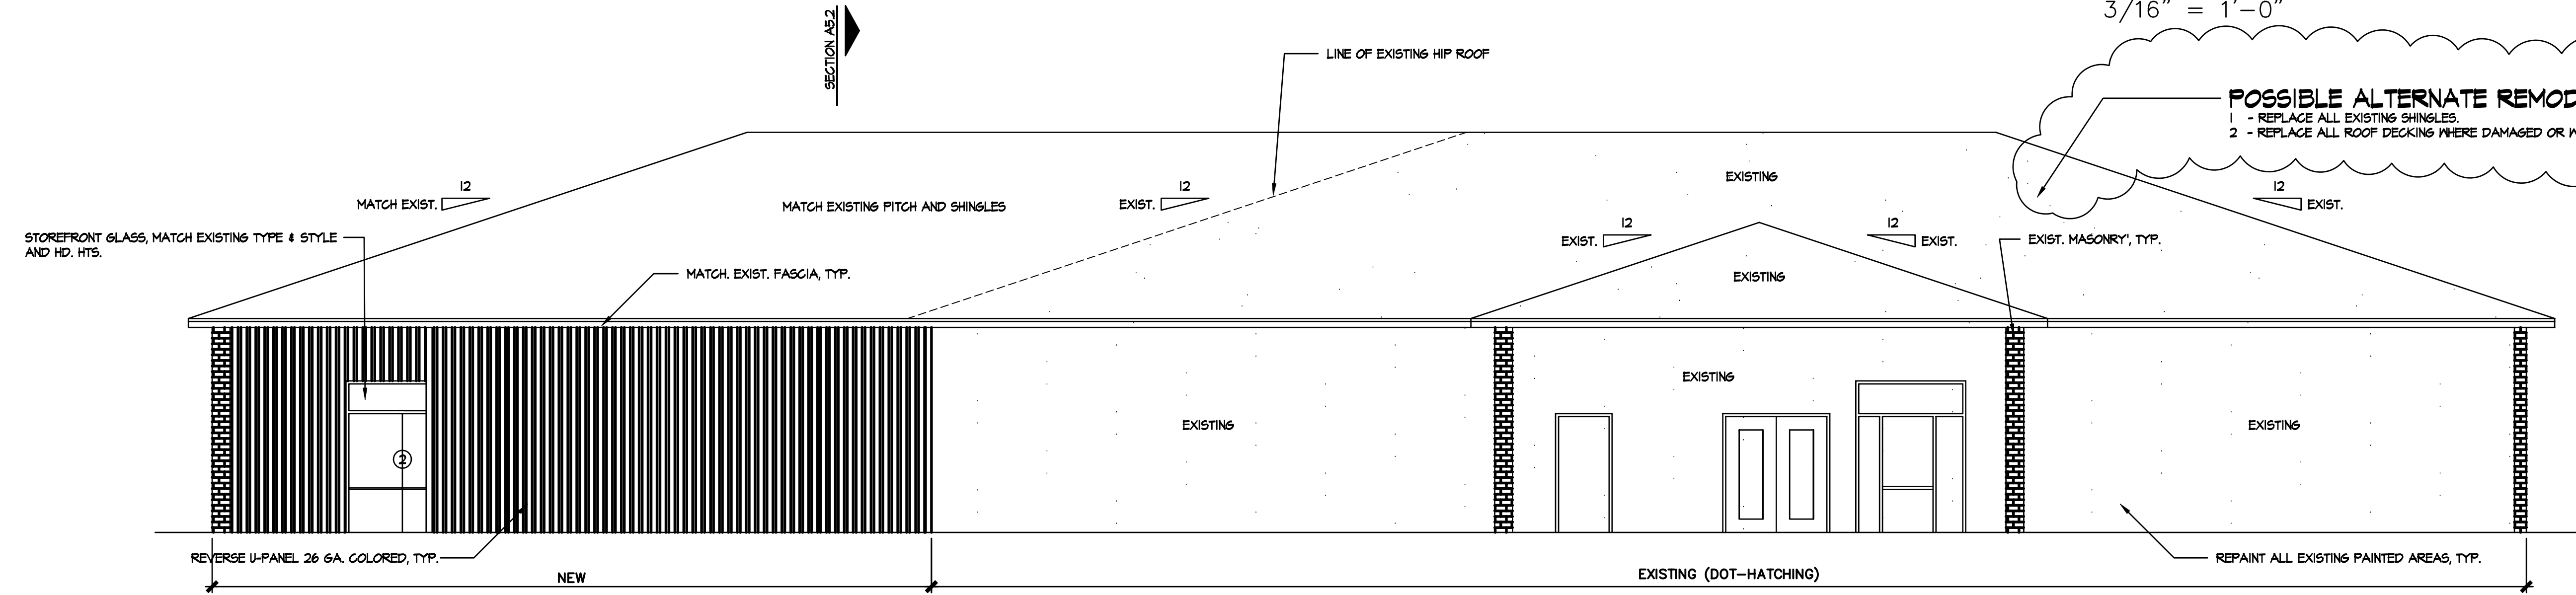 3/16" = 1'-0"
SECTION A5.2
LINE OF EXISTING HIP ROOF
POSSIBLE ALTERNATE
1 - REPLACE ALL EXISTING SHINGLES.
2 - REPLACE ALL ROOF DECKING WHERE DAMAGED OR
12
MATCH EXIST.
MATCH EXISTING PITCH AND SHINGLES
12
EXIST.
EXISTING
12
EXIST.
12
EXIST.
12
EXIST.
STOREFRONT GLASS, MATCH EXISTING TYPE & STYLE
AND HD. HTS.
MATCH. EXIST. FASCIA, TYP.
EXISTING
EXIST. MASONRY', TYP.
EXISTING
EXISTING
EXISTING
2
REVERSE U-PANEL 26 GA. COLORED, TYP.
REPAINT ALL EXISTING PAINTED AREAS, TYP.
NEW
EXISTING (DOT-HATCHING)